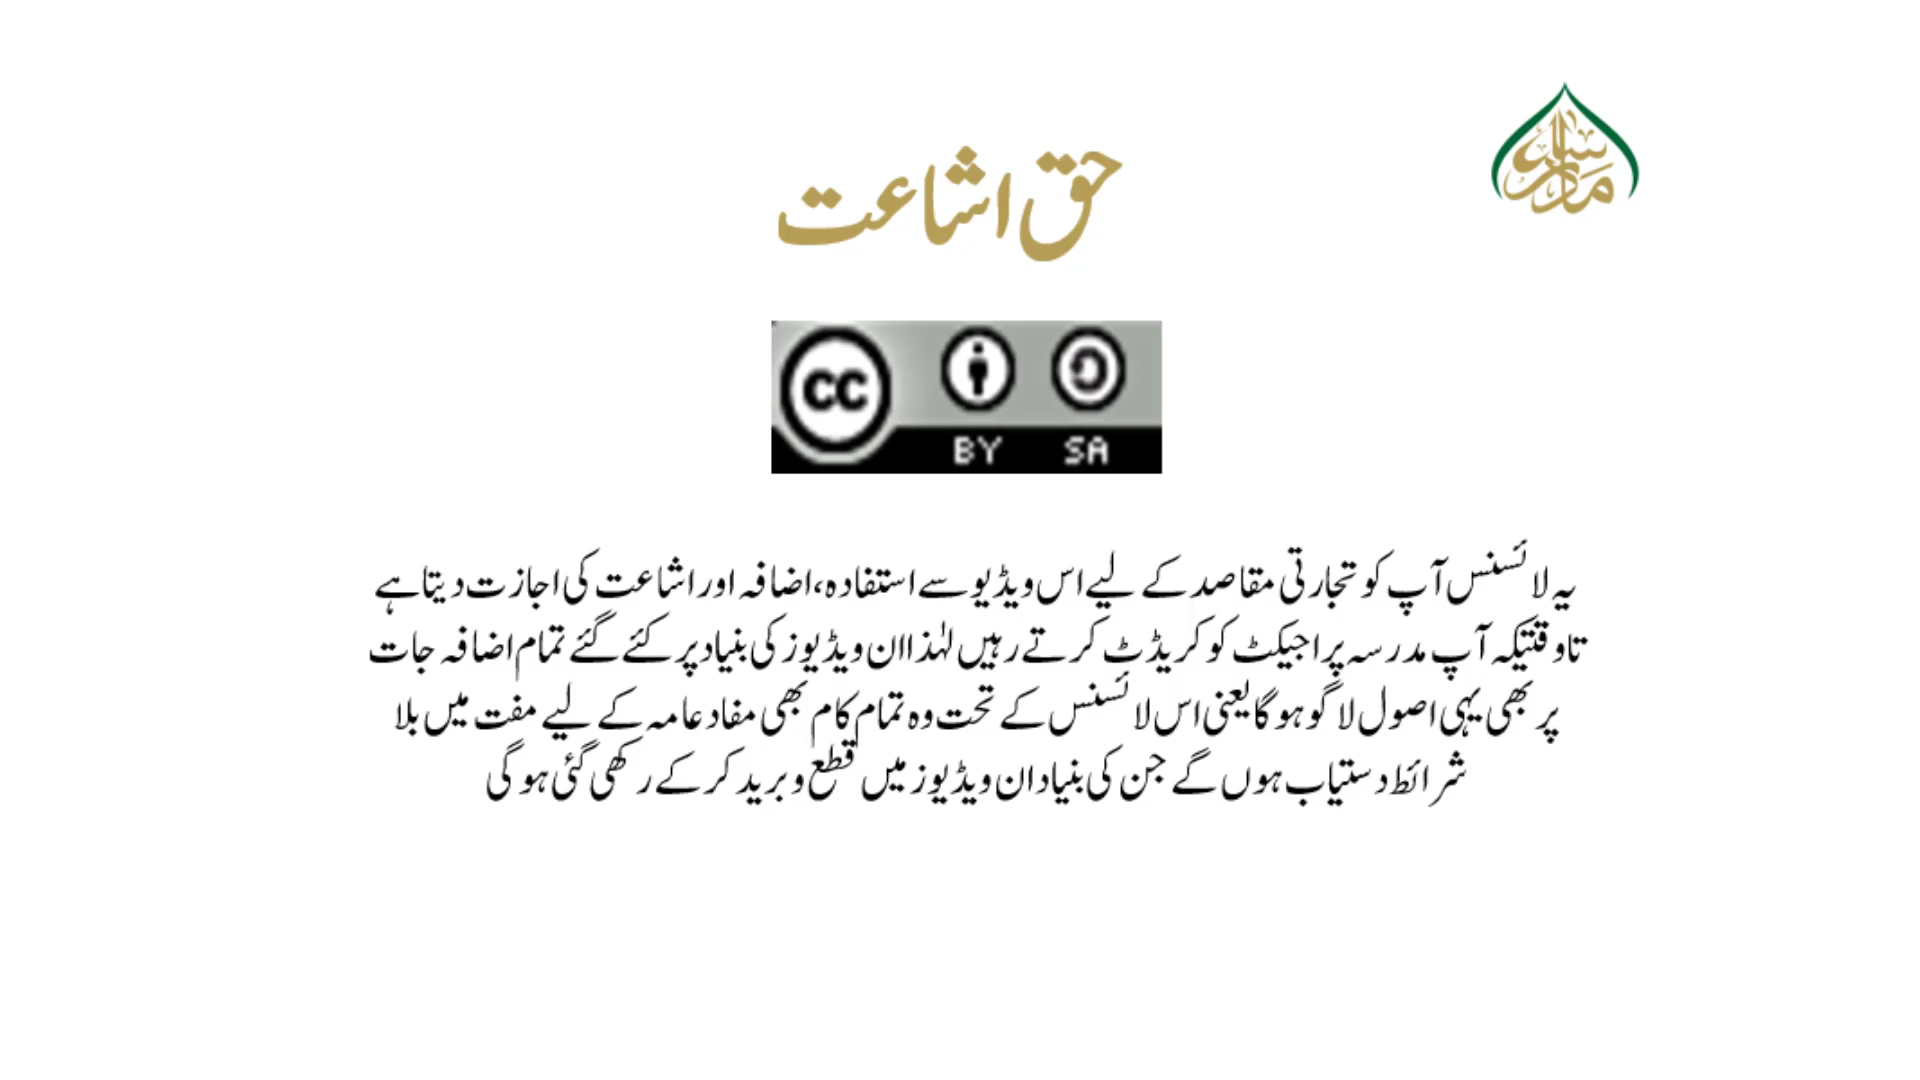 حق اشاعت
CC
BY SA
یہ لائسنس آپ کو تجارتی مقاصد کے لیے اس ویڈیو سے استفادہ،اضافہ اور اشاعت کی اجازت دیتا ہے
تاوقتیکہ آپ مدرسہ پراجیکٹ کو کریڈٹ کرتے رہیں لہٰذا ان ویڈیوز کی بنیاد پر کئے گئے تمام اضافہ جات
پر بھی یہی اصول لاگو ہوگا یعنی اس لائسنس کے تحت وہ تمام کام بھی مفاد عامہ کے لیے مفت میں بلا
شرائط دستیاب ہوں گے جن کی بنیاد ان ویڈیوز میں قطع و برید کر کے رکھی گئی ہو گی